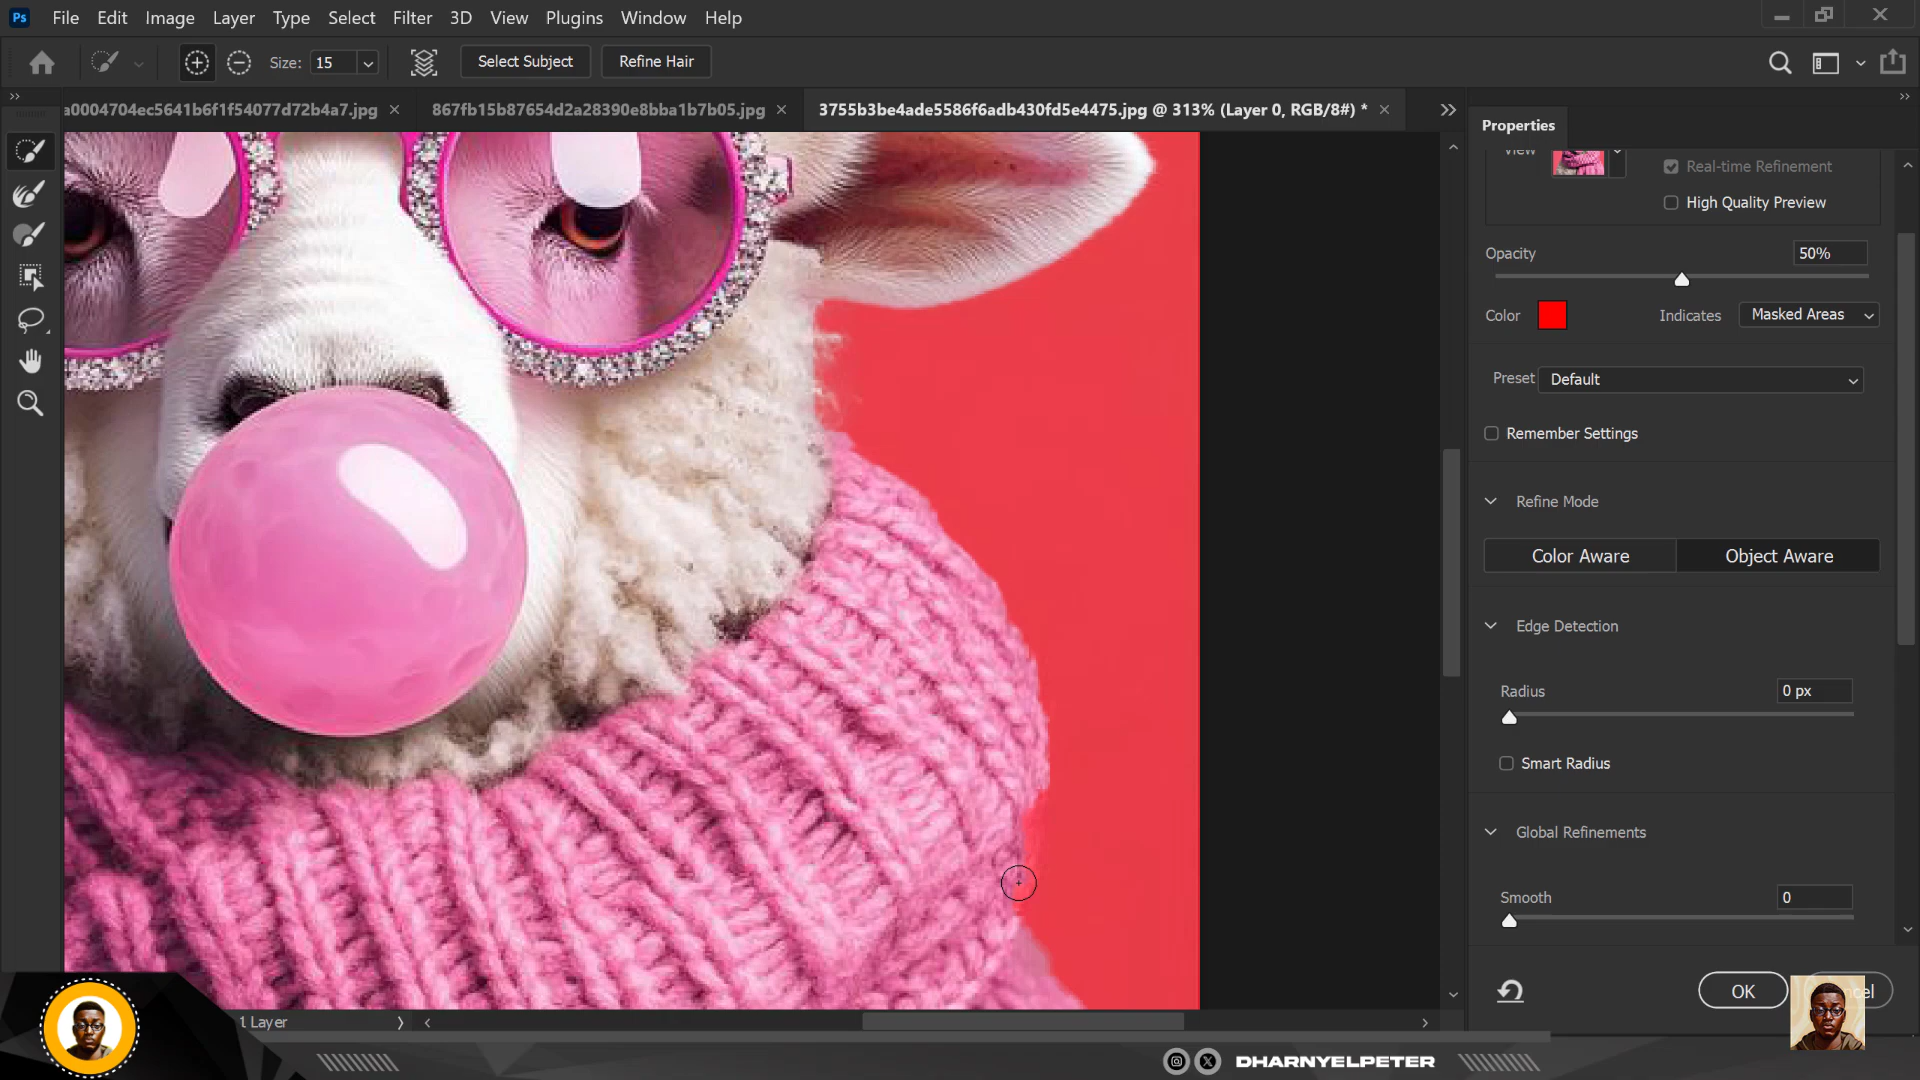 Ps File Edit Image Layer Type Select Filter 3D View Plugins Window Help
Size: 15 Select Subject Refine Hair
a0004704ec5641b6f1f54077d72b4a7.jpg 867fb15b87654d2a28390e8bba1b7b05.jpg 3755b3be4ade5586f6adb430fd5e4475.jpg @ 313% (Layer 0, RGB/8#) *
Properties
View Real-time Refinement
High Quality Preview
Opacity 50%
Color Indicates Masked Areas
Preset Default
Remember Settings
Refine Mode
Color Aware Object Aware
Edge Detection
Radius 0 px
Smart Radius
Global Refinements
Smooth 0
OK
1 Layer
DHARNYELPETER